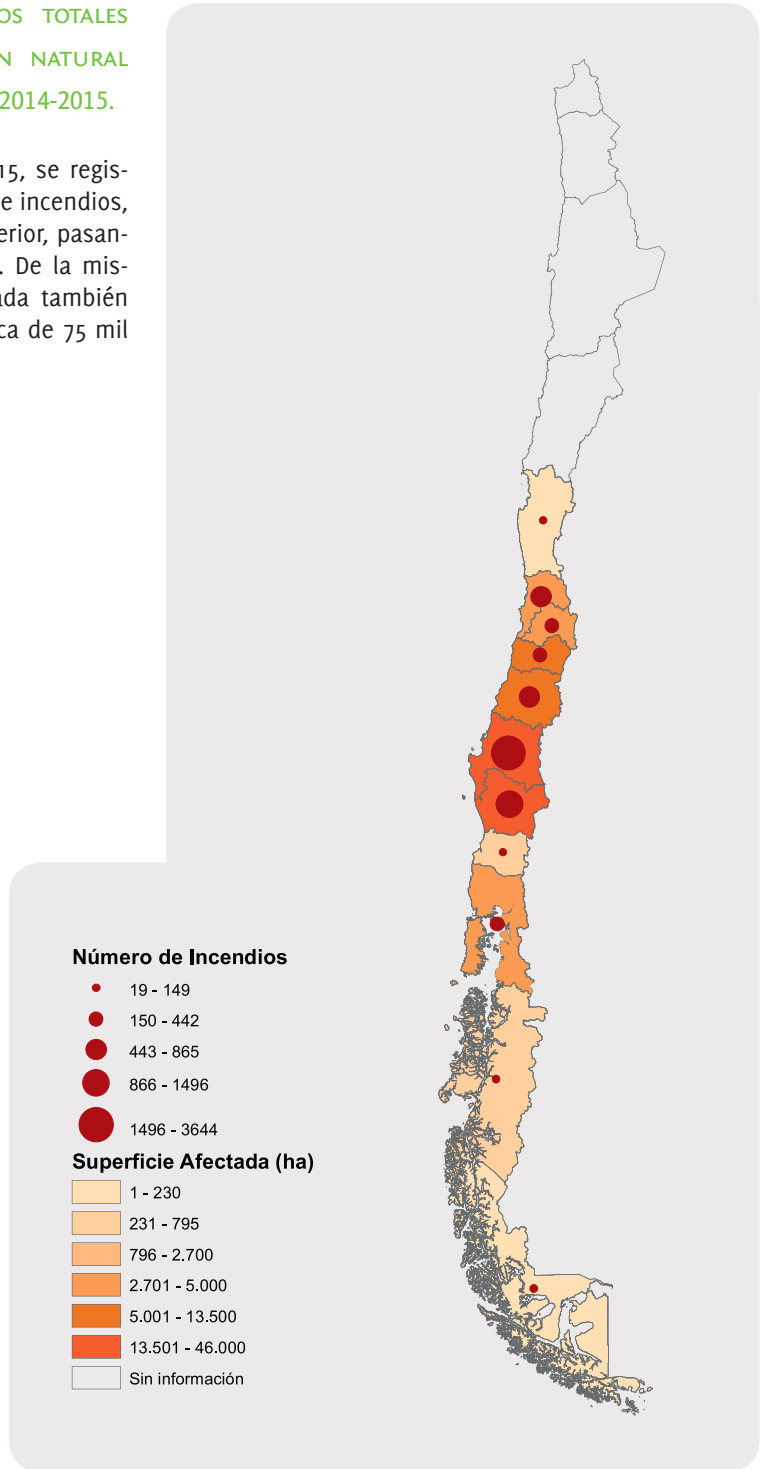 OS TOTALES
N NATURAL
2014-2015.
15, se regis-
e incendios,
erior, pasan-
. De la mis-
ada también
ca de 75 mil
Número de Incendios
19 - 149
150 - 442
443 - 865
866 - 1496
1496 - 3644
Superficie Afectada (ha)
1 - 230
231 - 795
796 - 2.700
2.701 - 5.000
5.001 - 13.500
13.501 - 46.000
Sin información